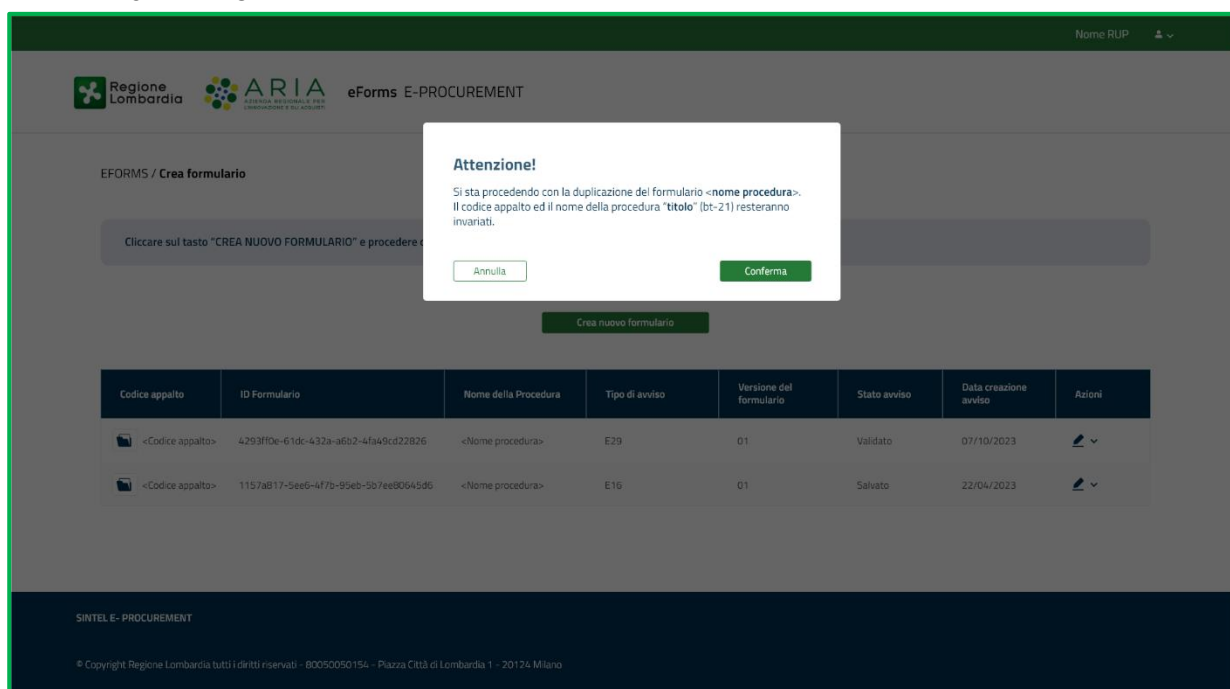 Nome RUP
Regione
Lombardia
ARIA
AZIENDA REGIONALE PER
L'INNOVAZIONE E GLI ACQUISTI
eForms E-PROCUREMENT
EFORMS / Crea formulario
Attenzione!
Si sta procedendo con la duplicazione del formulario <nome procedura>.
Il codice appalto ed il nome della procedura "titolo" (bt-21) resteranno
invariati.
Cliccare sul tasto "CREA NUOVO FORMULARIO" e procedere
Annulla
Conferma
Crea nuovo formulario
Codice appalto ID Formulario Nome della Procedura Tipo di avviso Versione del formulario Stato avviso Data creazione avviso Azioni
<Codice appalto> 4293ff0e-61dc-432a-a6b2-4fa49cd22826 <Nome procedura> E29 01 Validato 07/10/2023
<Codice appalto> 1157a817-5ee6-4f7b-95eb-5b7ee80645d6 <Nome procedura> E16 01 Salvato 22/04/2023
SINTEL E- PROCUREMENT
© Copyright Regione Lombardia tutti i diritti riservati - 80050050154 - Piazza Città di Lombardia 1 - 20124 Milano